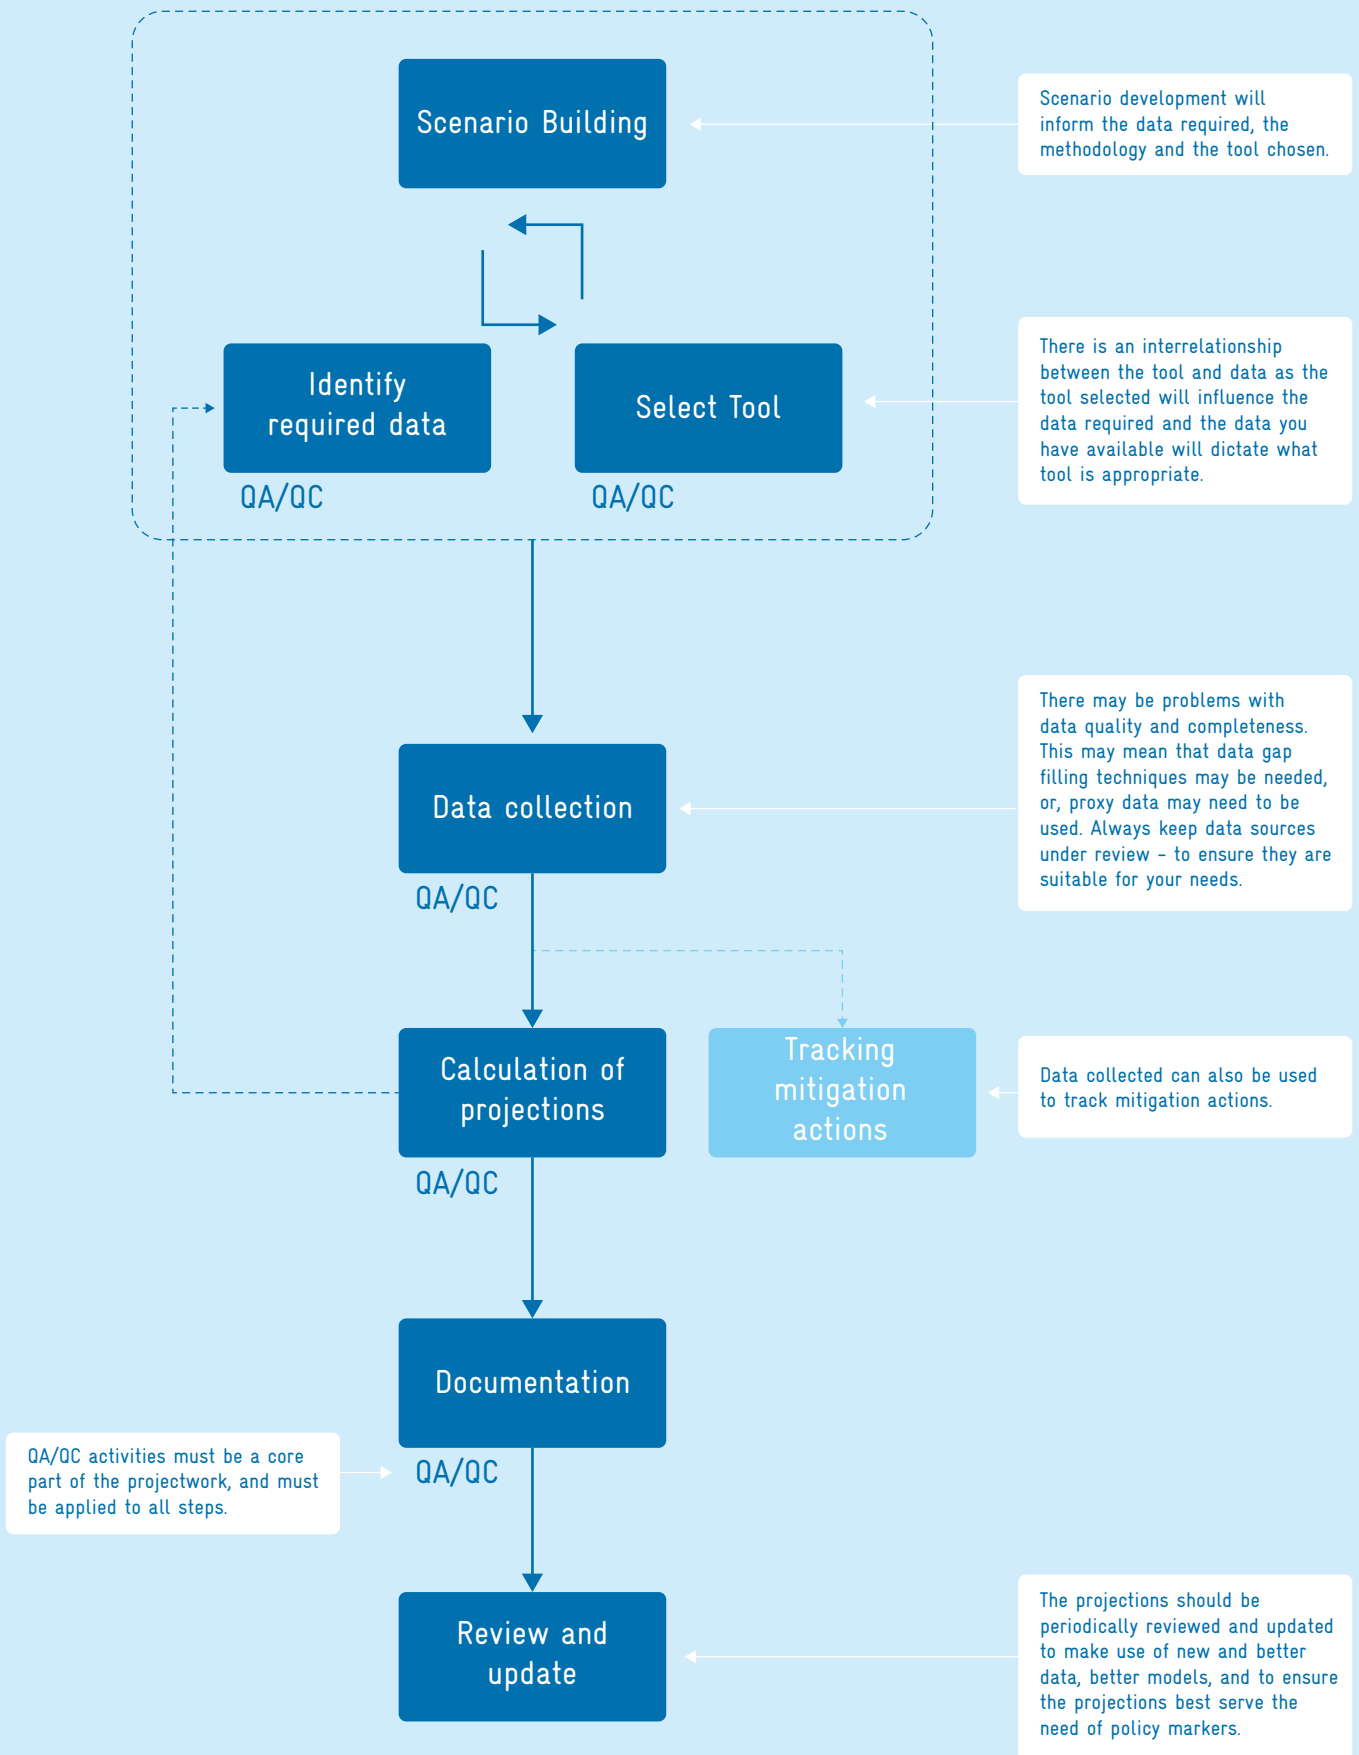 Scenario Building
Scenario development will
inform the data required, the
methodology and the tool chosen.
Identify
required data
QA/QC
Select Tool
QA/QC
There is an interrelationship
between the tool and data as the
tool selected will influence the
data required and the data you
have available will dictate what
tool is appropriate.
Data collection
QA/QC
There may be problems with
data quality and completeness.
This may mean that data gap
filling techniques may be needed,
or, proxy data may need to be
used. Always keep data sources
under review - to ensure they are
suitable for your needs.
Calculation of
projections
QA/QC
Tracking
mitigation
actions
Data collected can also be used
to track mitigation actions.
Documentation
QA/QC
QA/QC activities must be a core
part of the projectwork, and must
be applied to all steps.
Review and
update
The projections should be
periodically reviewed and updated
to make use of new and better
data, better models, and to ensure
the projections best serve the
need of policy markers.